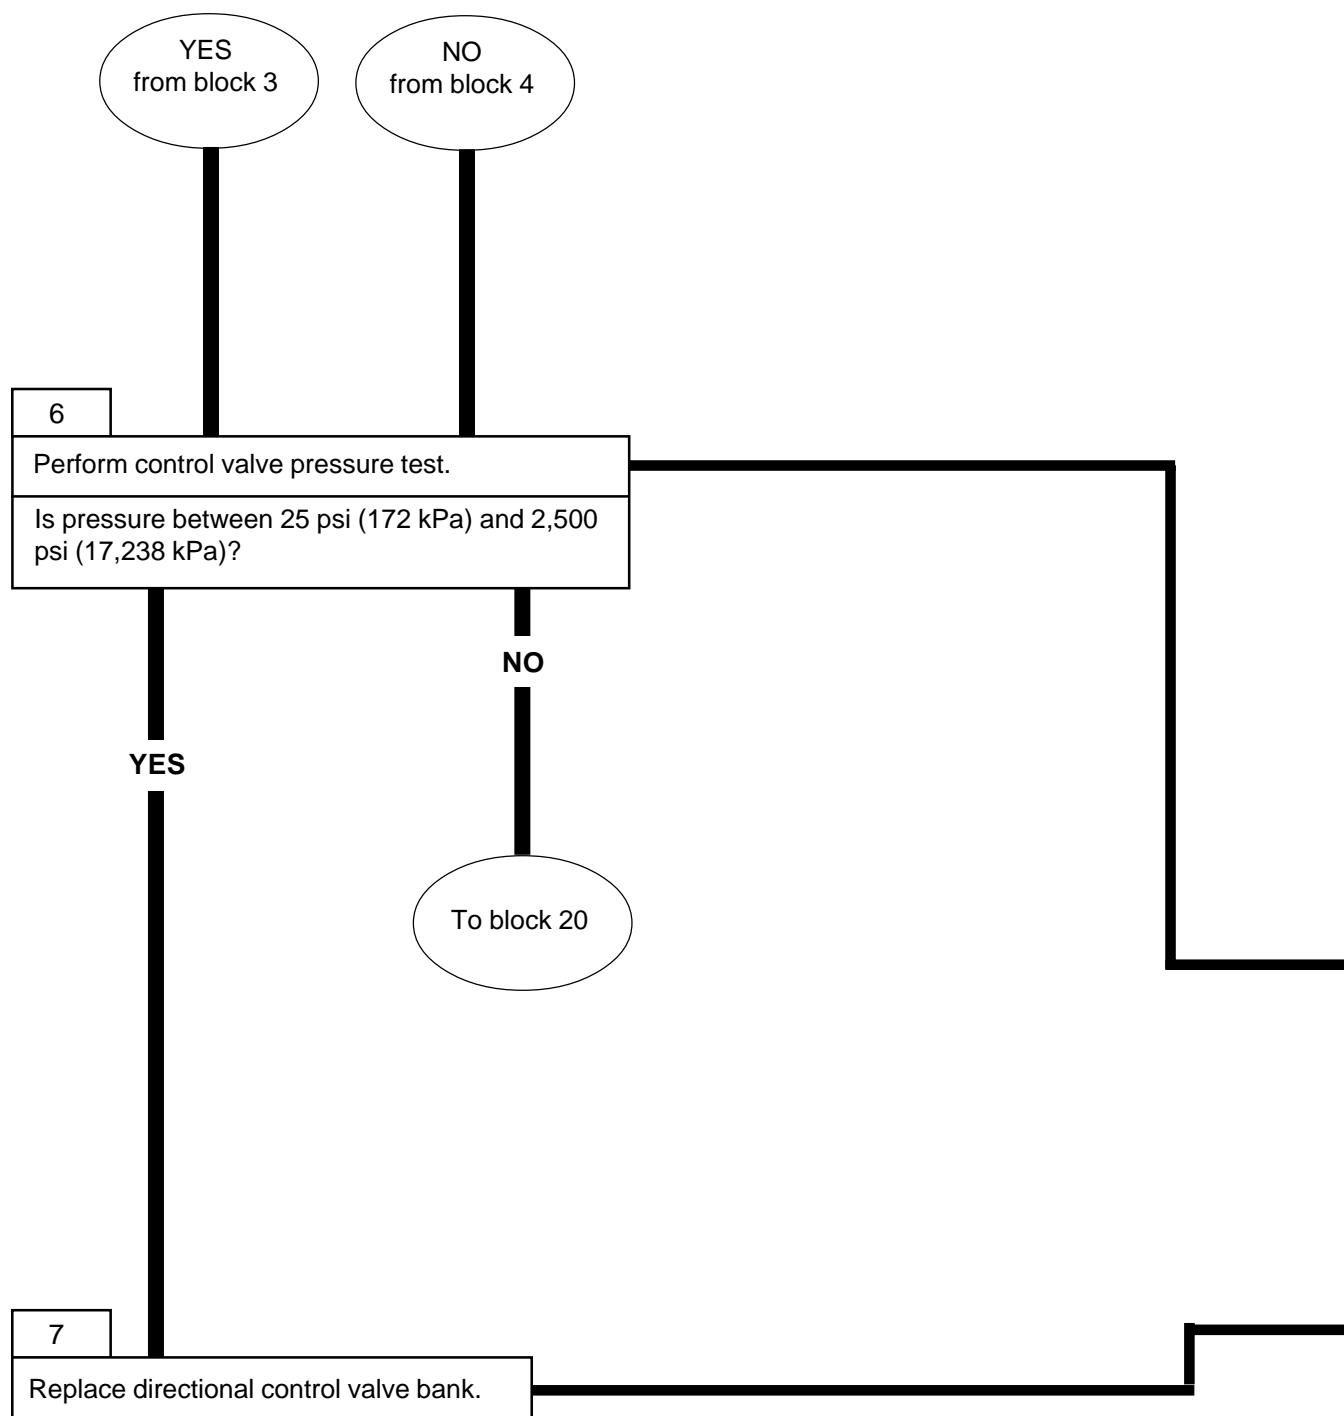 YES
from block 3
NO
from block 4
6
Perform control valve pressure test.
Is pressure between 25 psi (172 kPa) and 2,500
psi (17,238 kPa)?
NO
YES
To block 20
7
Replace directional control valve bank.